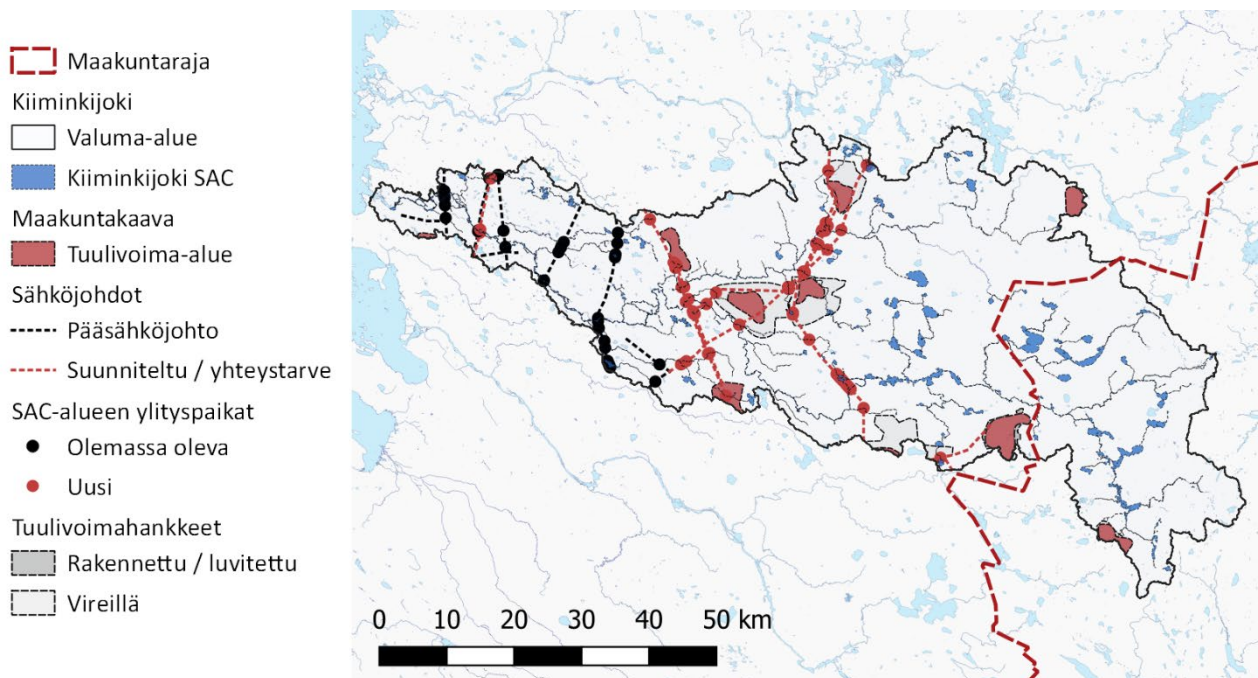 Maakuntaraja
Kiiminkijoki
Valuma-alue
Kiiminkijoki SAC
Maakuntakaava
Tuulivoima-alue
Sähköjohdot
Pääsähköjohto
Suunniteltu / yhteystarve
SAC-alueen ylityspaikat
Olemassa oleva
Uusi
Tuulivoimahankkeet
Rakennettu / luvitettu
Vireillä
0 10 20 30 40 50 km